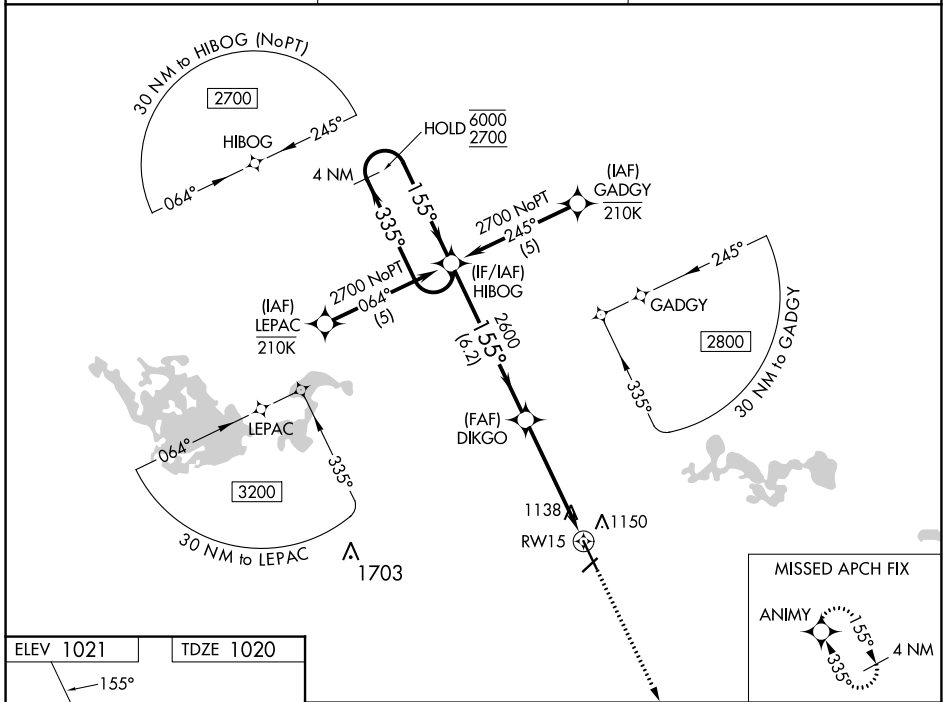 30 NM to HIBOG (NoPT)
2700
HIBOG
245°
064°
HOLD 6000
2700
4 NM
155°
335°
(IAF)
GADGY
210K
2700 NoPT
245°
(5)
(IF/IAF)
HIBOG
2700 NoPT
064°
(5)
(IAF)
LEPAC
210K
2600
155°
(6.2)
245°
GADGY
2800
335°
30 NM to GADGY
(FAF)
DIKGO
LEPAC
064°
335°
3200
30 NM to LEPAC
1703
1138
1150
RW15
MISSED APCH FIX
ANIMY
155°
335°
4 NM
ELEV 1021
TDZE 1020
155°